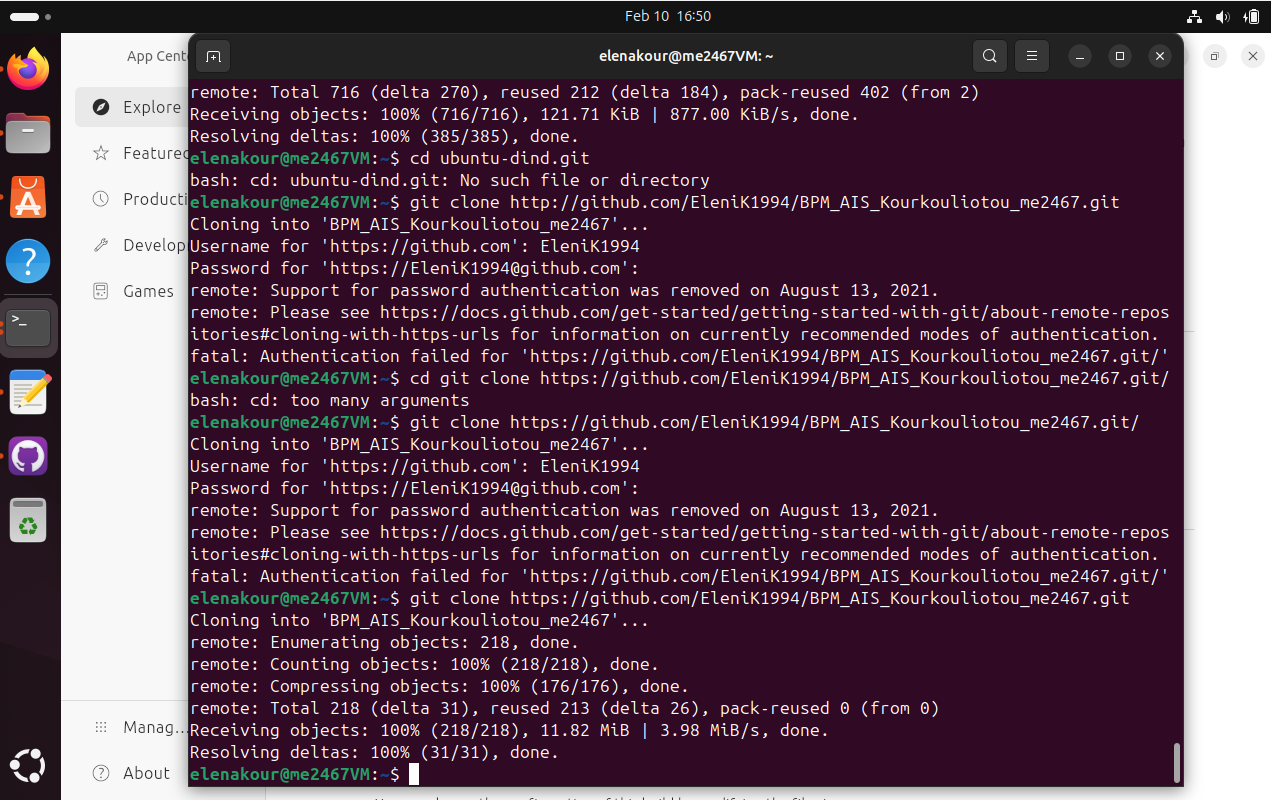 Feb 10 16:50
App Cent
elenakour@me2467VM: ~
Explore
Featured
Producti
Develop
Games
Manag...
About
remote: Total 716 (delta 270), reused 212 (delta 184), pack-reused 402 (from 2)
Receiving objects: 100% (716/716), 121.71 KiB | 877.00 KiB/s, done.
Resolving deltas: 100% (385/385), done.
elenakour@me2467VM:~$ cd ubuntu-dind.git
bash: cd: ubuntu-dind.git: No such file or directory
elenakour@me2467VM:~$ git clone http://github.com/EleniK1994/BPM_AIS_Kourkouliotou_me2467.git
Cloning into 'BPM_AIS_Kourkouliotou_me2467'...
Username for 'https://github.com': EleniK1994
Password for 'https://EleniK1994@github.com':
remote: Support for password authentication was removed on August 13, 2021.
remote: Please see https://docs.github.com/get-started/getting-started-with-git/about-remote-repos
itories#cloning-with-https-urls for information on currently recommended modes of authentication.
fatal: Authentication failed for 'https://github.com/EleniK1994/BPM_AIS_Kourkouliotou_me2467.git/'
elenakour@me2467VM:~$ cd git clone https://github.com/EleniK1994/BPM_AIS_Kourkouliotou_me2467.git/
bash: cd: too many arguments
elenakour@me2467VM:~$ git clone https://github.com/EleniK1994/BPM_AIS_Kourkouliotou_me2467.git/
Cloning into 'BPM_AIS_Kourkouliotou_me2467'...
Username for 'https://github.com': EleniK1994
Password for 'https://EleniK1994@github.com':
remote: Support for password authentication was removed on August 13, 2021.
remote: Please see https://docs.github.com/get-started/getting-started-with-git/about-remote-repos
itories#cloning-with-https-urls for information on currently recommended modes of authentication.
fatal: Authentication failed for 'https://github.com/EleniK1994/BPM_AIS_Kourkouliotou_me2467.git/'
elenakour@me2467VM:~$ git clone https://github.com/EleniK1994/BPM_AIS_Kourkouliotou_me2467.git
Cloning into 'BPM_AIS_Kourkouliotou_me2467'...
remote: Enumerating objects: 218, done.
remote: Counting objects: 100% (218/218), done.
remote: Compressing objects: 100% (176/176), done.
remote: Total 218 (delta 31), reused 213 (delta 26), pack-reused 0 (from 0)
Receiving objects: 100% (218/218), 11.82 MiB | 3.98 MiB/s, done.
Resolving deltas: 100% (31/31), done.
elenakour@me2467VM:~$